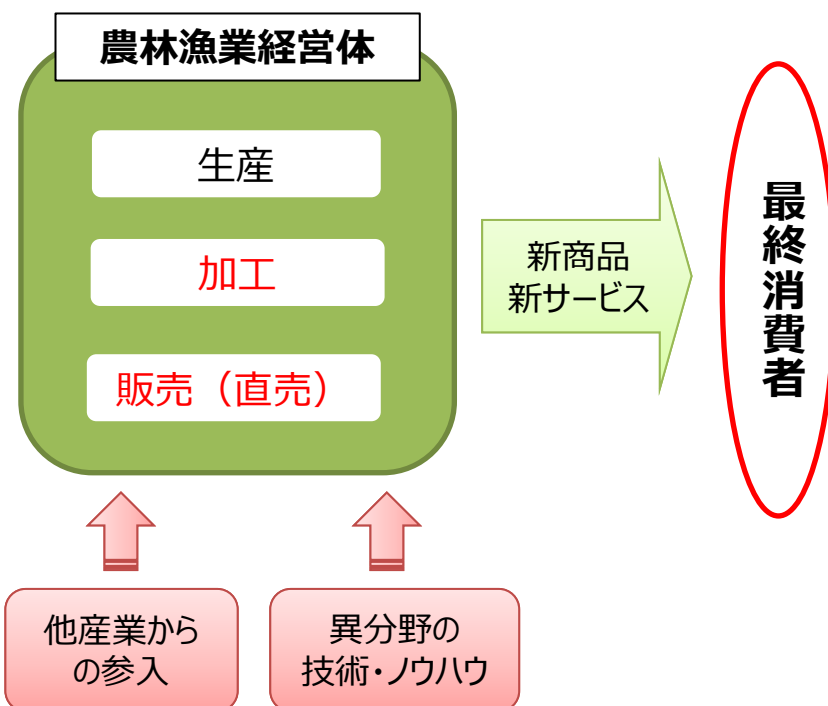 農林漁業経営体
生産
加工
販売（直売）
新商品
新サービス
最終消費者
他産業から
の参入
異分野の
技術・ノウハウ